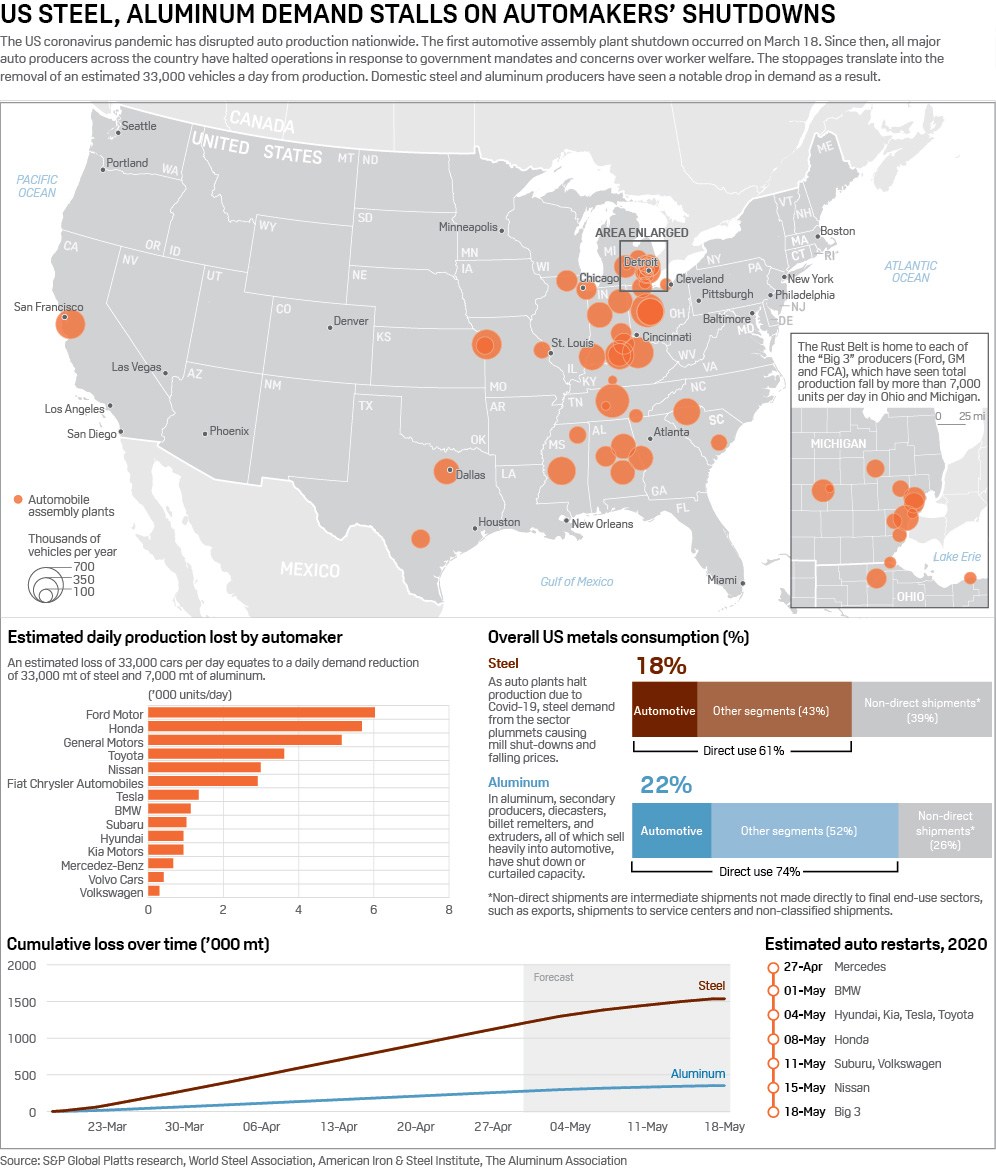 US STEEL, ALUMINUM DEMAND STALLS ON AUTOMAKERS' SHUTDOWNS
The US coronavirus pandemic has disrupted auto production nationwide. The first automotive assembly plant shutdown occurred on March 18. Since then, all major
auto producers across the country have halted operations in response to government mandates and concerns over worker welfare. The stoppages translate into the
removal of an estimated 33,000 vehicles a day from production. Domestic steel and aluminum producers have seen a notable drop in demand as a result.
CANADA
UNITED STATES
MEXICO
PACIFIC
OCEAN
ATLANTIC
OCEAN
Gulf of Mexico
Seattle
Portland
WA
MT
ND
ME
VT
NH
MA
CT
RI
Boston
SD
WY
OR
ID
CA
NV
UT
NE
MN
IA
WI
MI
NY
PA
Minneapolis
AREA ENLARGED
Detroit
Chicago
Cleveland
New York
Pittsburgh
Philadelphia
Baltimore
NJ
DE
MD
IN
OH
San Francisco
CO
Denver
KS
St. Louis
Cincinnati
IL
KY
WV
VA
Las Vegas
AZ
NM
MO
AR
TN
NC
SC
Los Angeles
San Diego
Phoenix
TX
OK
MS
AL
Atlanta
GA
LA
FL
Dallas
Houston
New Orleans
Miami
Automobile
assembly plants
Thousands of
vehicles per year
700
350
100
The Rust Belt is home to each of
the “Big 3” producers (Ford, GM
and FCA), which have seen total
production fall by more than 7,000
units per day in Ohio and Michigan.
0 25 mi
MICHIGAN
Lake Erie
OHIO
Estimated daily production lost by automaker
An estimated loss of 33,000 cars per day equates to a daily demand reduction
of 33,000 mt of steel and 7,000 mt of aluminum.
('000 units/day)
Ford Motor
Honda
General Motors
Toyota
Nissan
Fiat Chrysler Automobiles
Tesla
BMW
Subaru
Hyundai
Kia Motors
Mercedez-Benz
Volvo Cars
Volkswagen
0 2 4 6 8
Overall US metals consumption (%)
Steel
As auto plants halt
production due to
Covid-19, steel demand
from the sector
plummets causing
mill shut-downs and
falling prices.
18%
Automotive
Other segments (43%)
Non-direct shipments*
(39%)
Direct use 61%
Aluminum
In aluminum, secondary
producers, diecasters,
billet remelters, and
extruders, all of which sell
heavily into automotive,
have shut down or
curtailed capacity.
22%
Automotive
Other segments (52%)
Non-direct
shipments*
(26%)
Direct use 74%
*Non-direct shipments are intermediate shipments not made directly to final end-use sectors,
such as exports, shipments to service centers and non-classified shipments.
Cumulative loss over time ('000 mt)
2000
1500
1000
500
0
Forecast
Steel
Aluminum
23-Mar 30-Mar 06-Apr 13-Apr 20-Apr 27-Apr 04-May 11-May 18-May
Estimated auto restarts, 2020
27-Apr Mercedes
01-May BMW
04-May Hyundai, Kia, Tesla, Toyota
08-May Honda
11-May Suburu, Volkswagen
15-May Nissan
18-May Big 3
Source: S&P Global Platts research, World Steel Association, American Iron & Steel Institute, The Aluminum Association